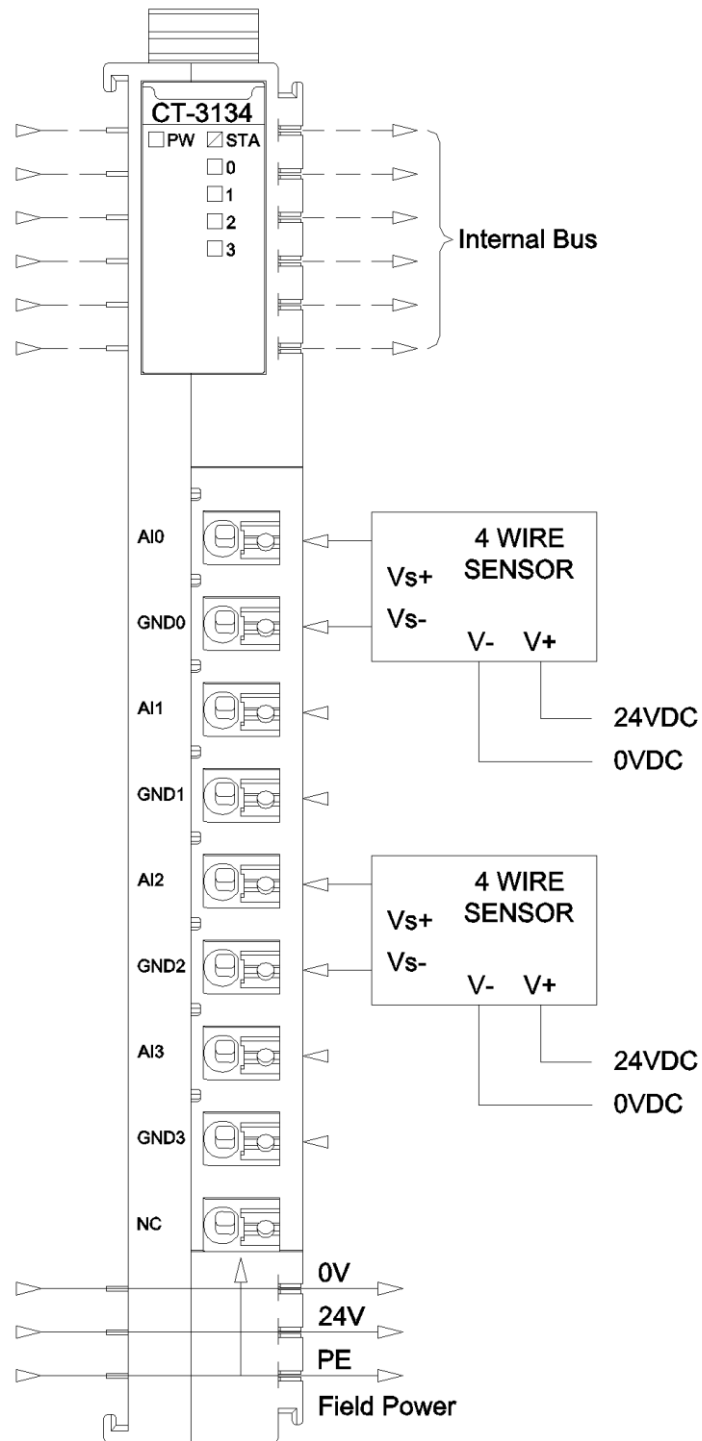 CT-3134
PW STA
0
1
2
3
Internal Bus
AI0
GND0
AI1
GND1
AI2
GND2
AI3
GND3
NC
4 WIRE
SENSOR
Vs+
Vs-
V- V+
24VDC
0VDC
4 WIRE
SENSOR
Vs+
Vs-
V- V+
24VDC
0VDC
0V
24V
PE
Field Power